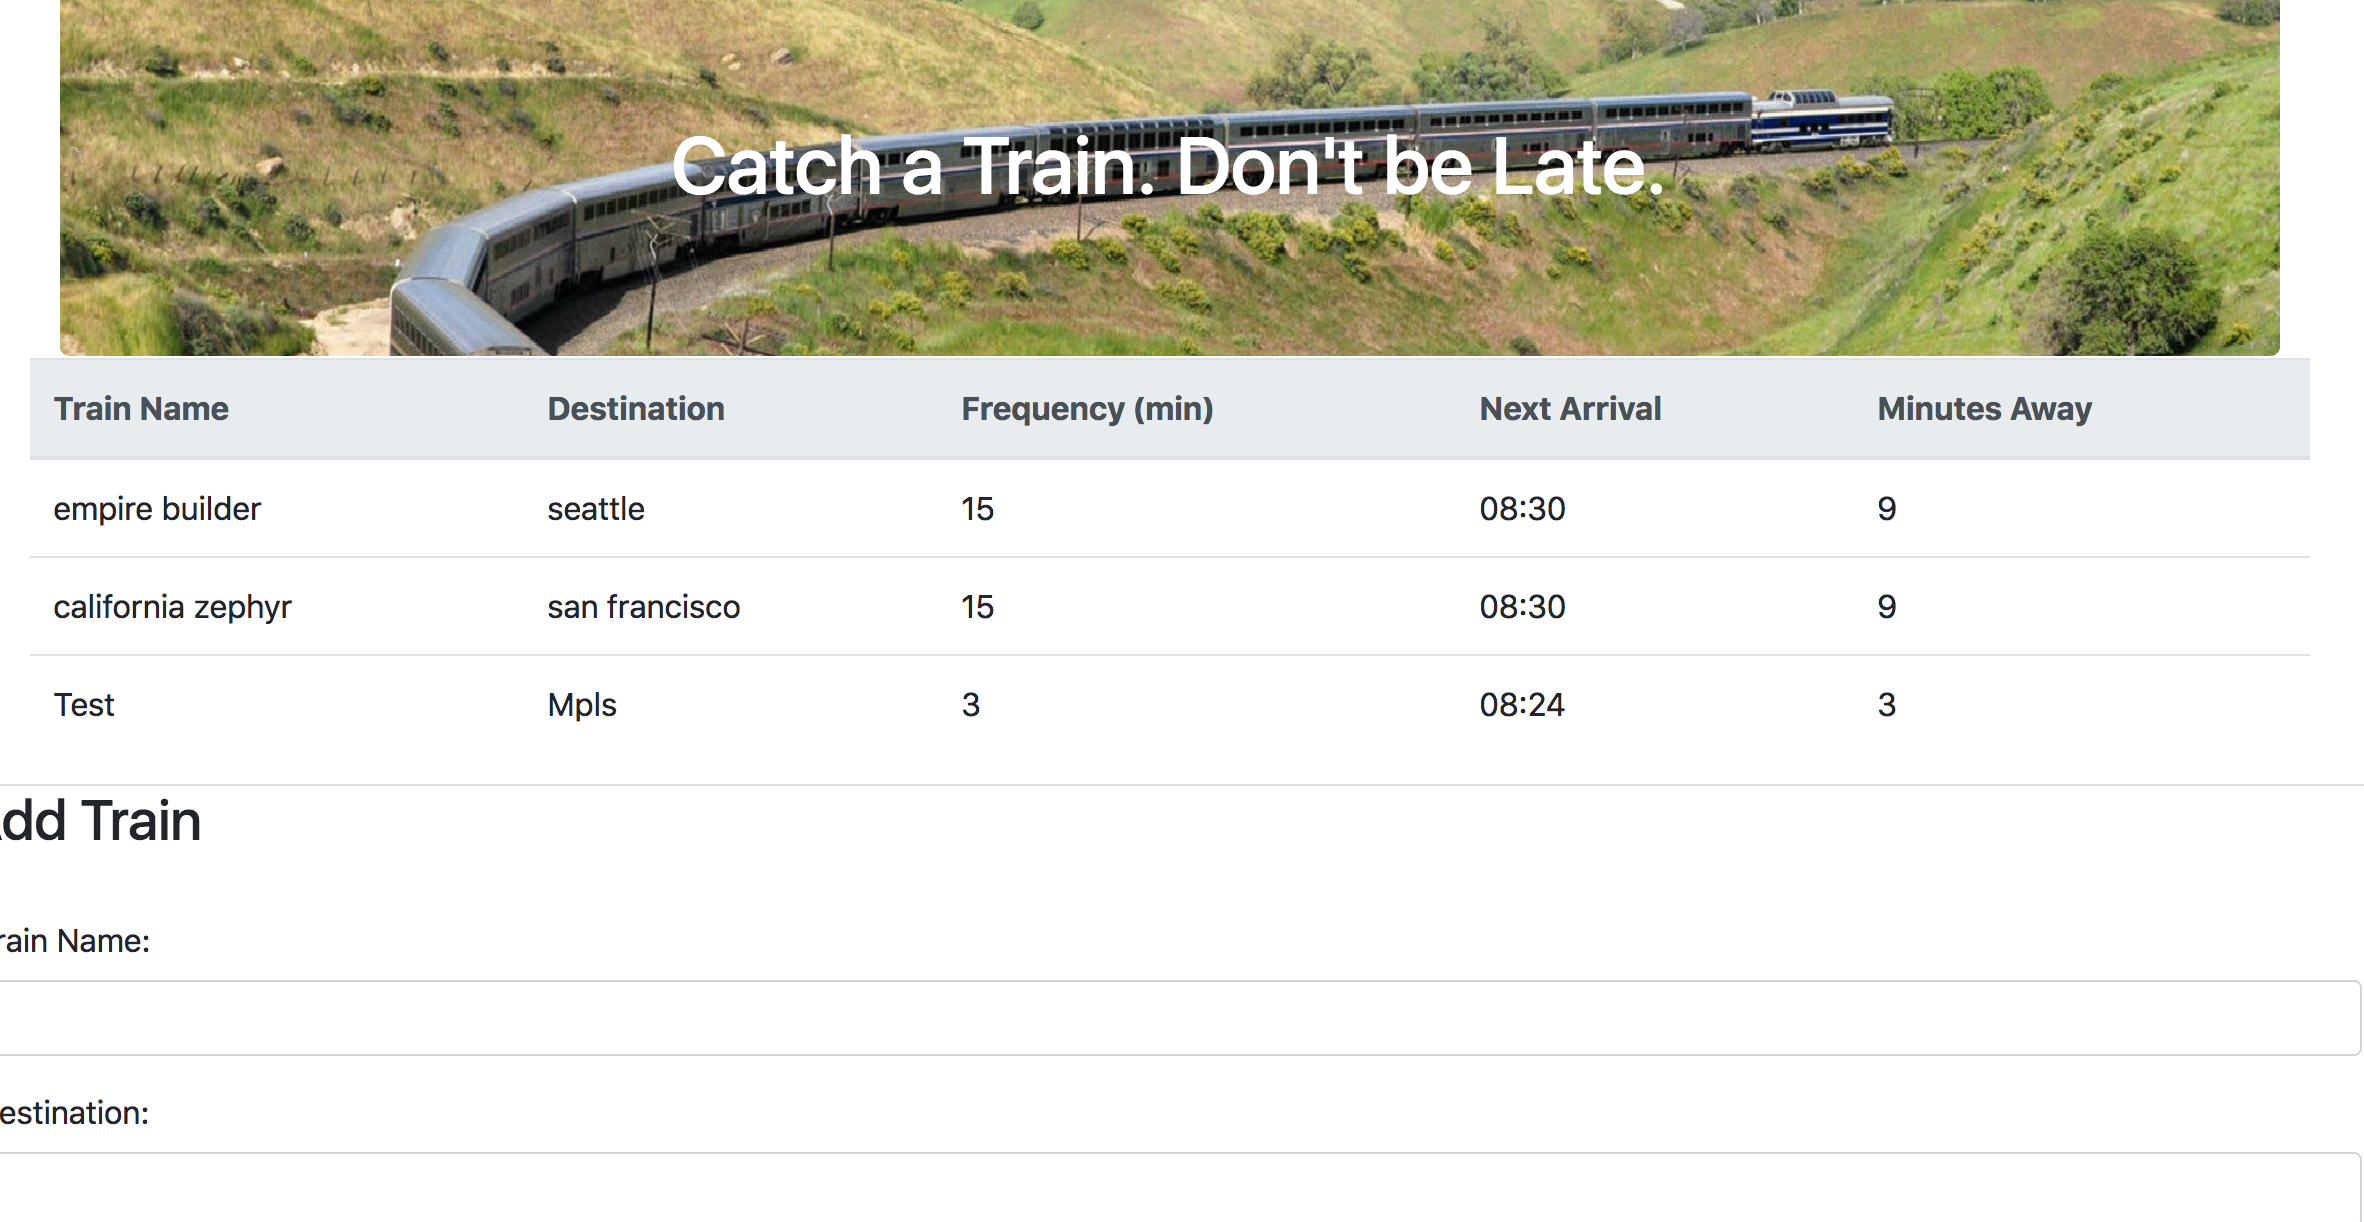 Catch a Train. Don't be Late.
Train Name Destination Frequency (min) Next Arrival Minutes Away
empire builder seattle 15 08:30 9
california zephyr san francisco 15 08:30 9
Test Mpls 3 08:24 3
dd Train
rain Name:
estination: